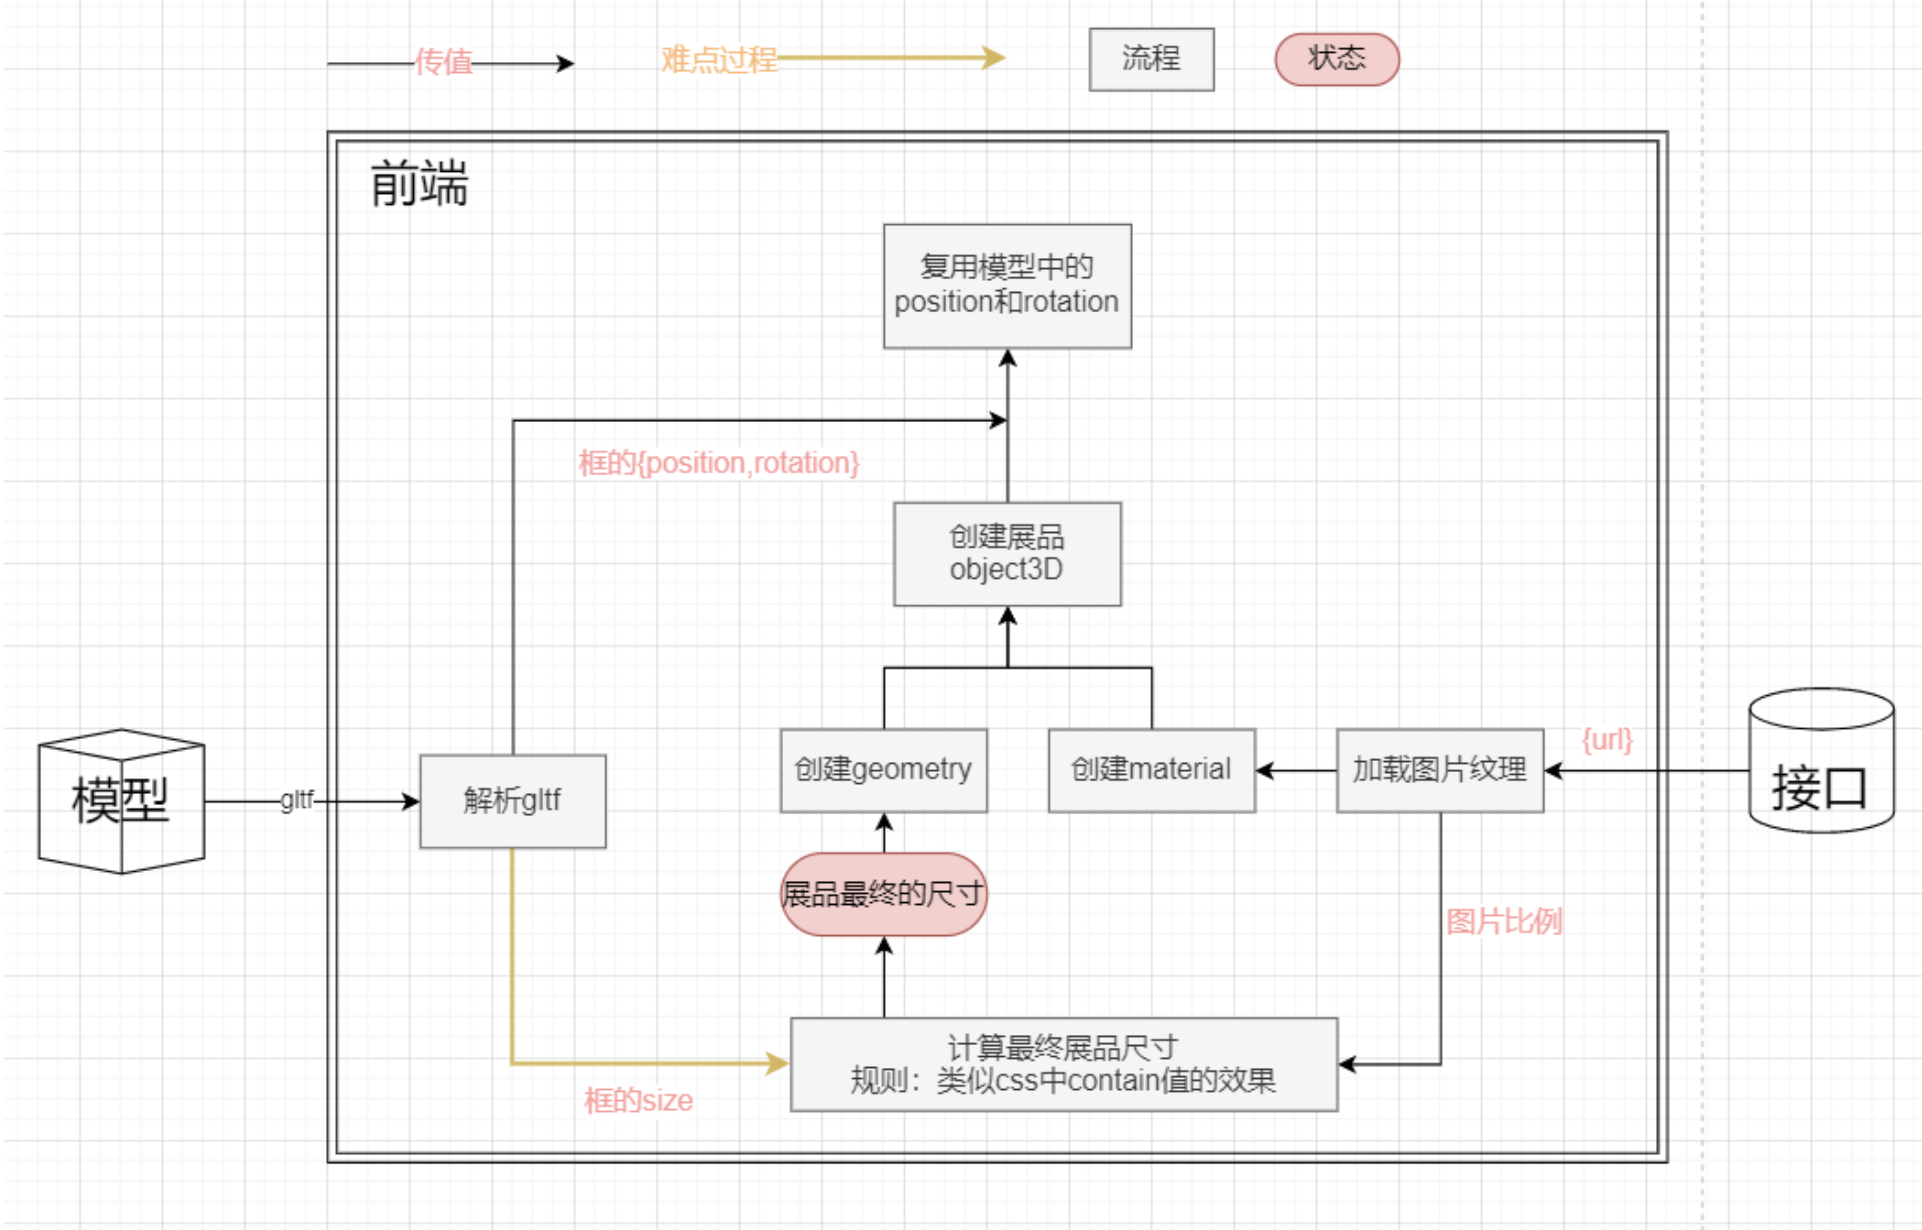 传值
难点过程
流程
状态
前端
复用模型中的
position和rotation
框的{position,rotation}
创建展品
object3D
模型
gltf
解析gltf
创建geometry
创建material
加载图片纹理
{url}
接口
展品最终的尺寸
图片比例
计算最终展品尺寸
规则：类似css中contain值的效果
框的size